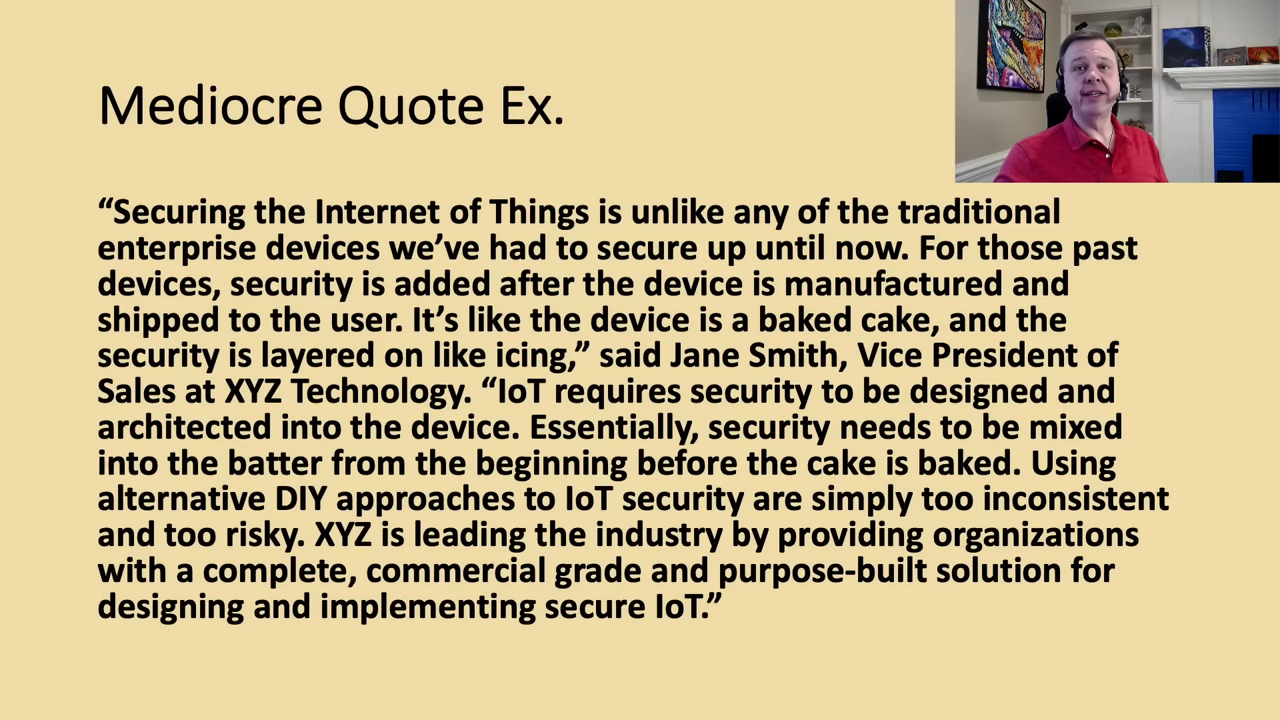 Mediocre Quote Ex.
“Securing the Internet of Things is unlike any of the traditional
enterprise devices we’ve had to secure up until now. For those past
devices, security is added after the device is manufactured and
shipped to the user. It’s like the device is a baked cake, and the
security is layered on like icing,” said Jane Smith, Vice President of
Sales at XYZ Technology. “IoT requires security to be designed and
architected into the device. Essentially, security needs to be mixed
into the batter from the beginning before the cake is baked. Using
alternative DIY approaches to IoT security are simply too inconsistent
and too risky. XYZ is leading the industry by providing organizations
with a complete, commercial grade and purpose-built solution for
designing and implementing secure IoT.”